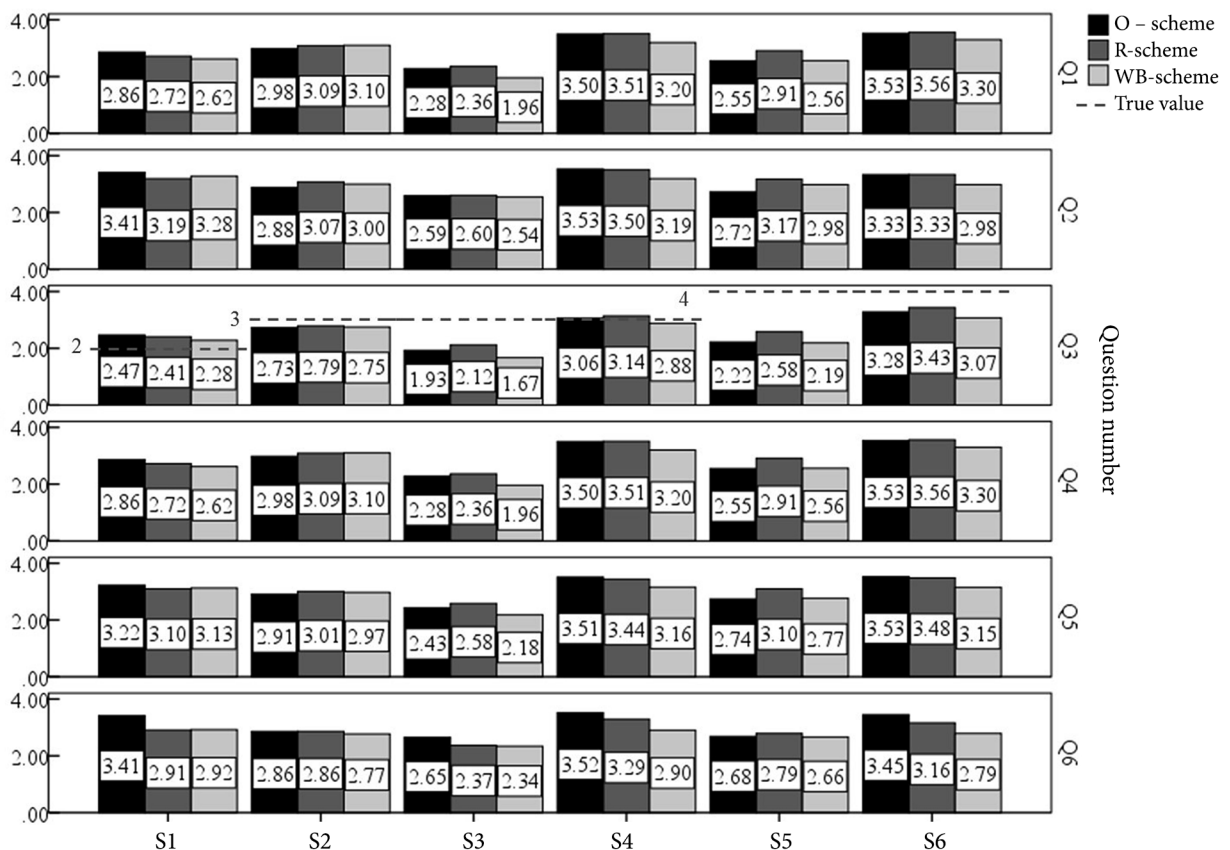 4.00
2.00
.00
2.86 2.72 2.62 2.98 3.09 3.10 2.28 2.36 1.96 3.50 3.51 3.20 2.55 2.91 2.56 3.53 3.56 3.30
Q1
O – scheme
R-scheme
WB-scheme
True value
4.00
2.00
.00
3.41 3.19 3.28 2.88 3.07 3.00 2.59 2.60 2.54 3.53 3.50 3.19 2.72 3.17 2.98 3.33 3.33 2.98
Q2
4.00
2.00
.00
2 3 4
2.47 2.41 2.28 2.73 2.79 2.75 1.93 2.12 1.67 3.06 3.14 2.88 2.22 2.58 2.19 3.28 3.43 3.07
Q3
Question number
4.00
2.00
.00
2.86 2.72 2.62 2.98 3.09 3.10 2.28 2.36 1.96 3.50 3.51 3.20 2.55 2.91 2.56 3.53 3.56 3.30
Q4
4.00
2.00
.00
3.22 3.10 3.13 2.91 3.01 2.97 2.43 2.58 2.18 3.51 3.44 3.16 2.74 3.10 2.77 3.53 3.48 3.15
Q5
4.00
2.00
.00
3.41 2.91 2.92 2.86 2.86 2.77 2.65 2.37 2.34 3.52 3.29 2.90 2.68 2.79 2.66 3.45 3.16 2.79
Q6
S1 S2 S3 S4 S5 S6